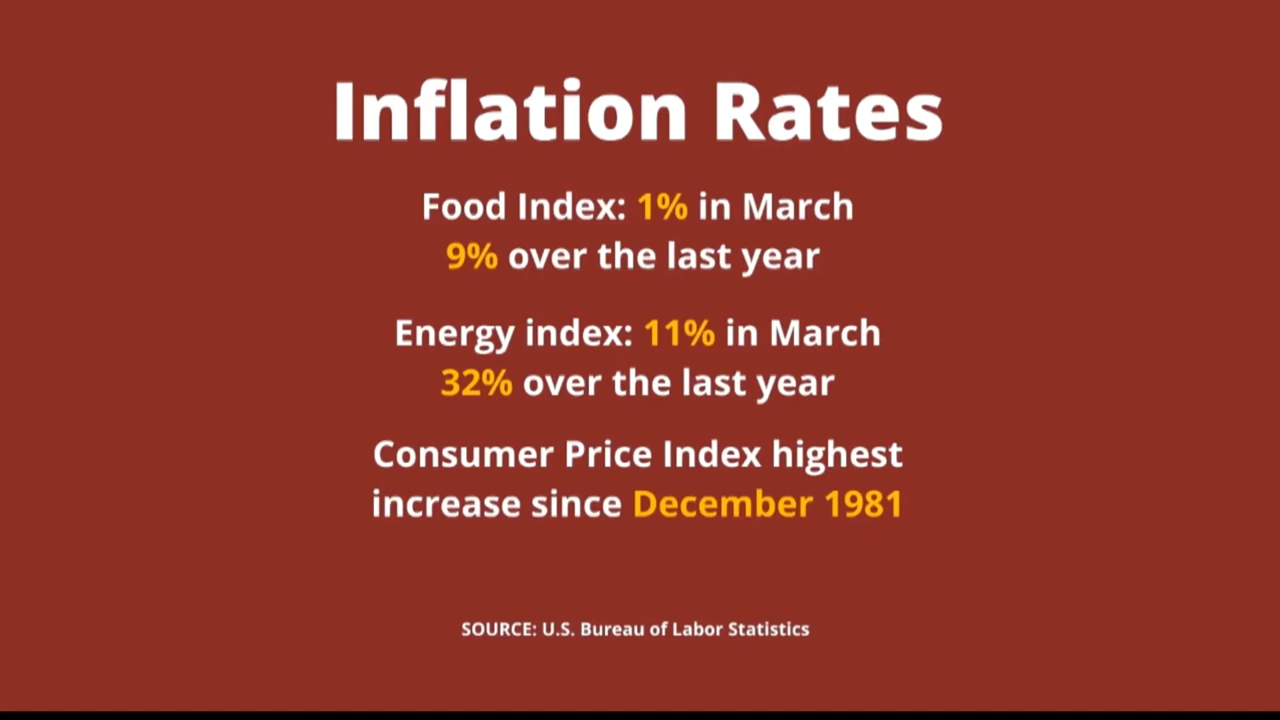 Inflation Rates
Food Index: 1% in March
9% over the last year
Energy index: 11% in March
32% over the last year
Consumer Price Index highest
increase since December 1981
SOURCE: U.S. Bureau of Labor Statistics